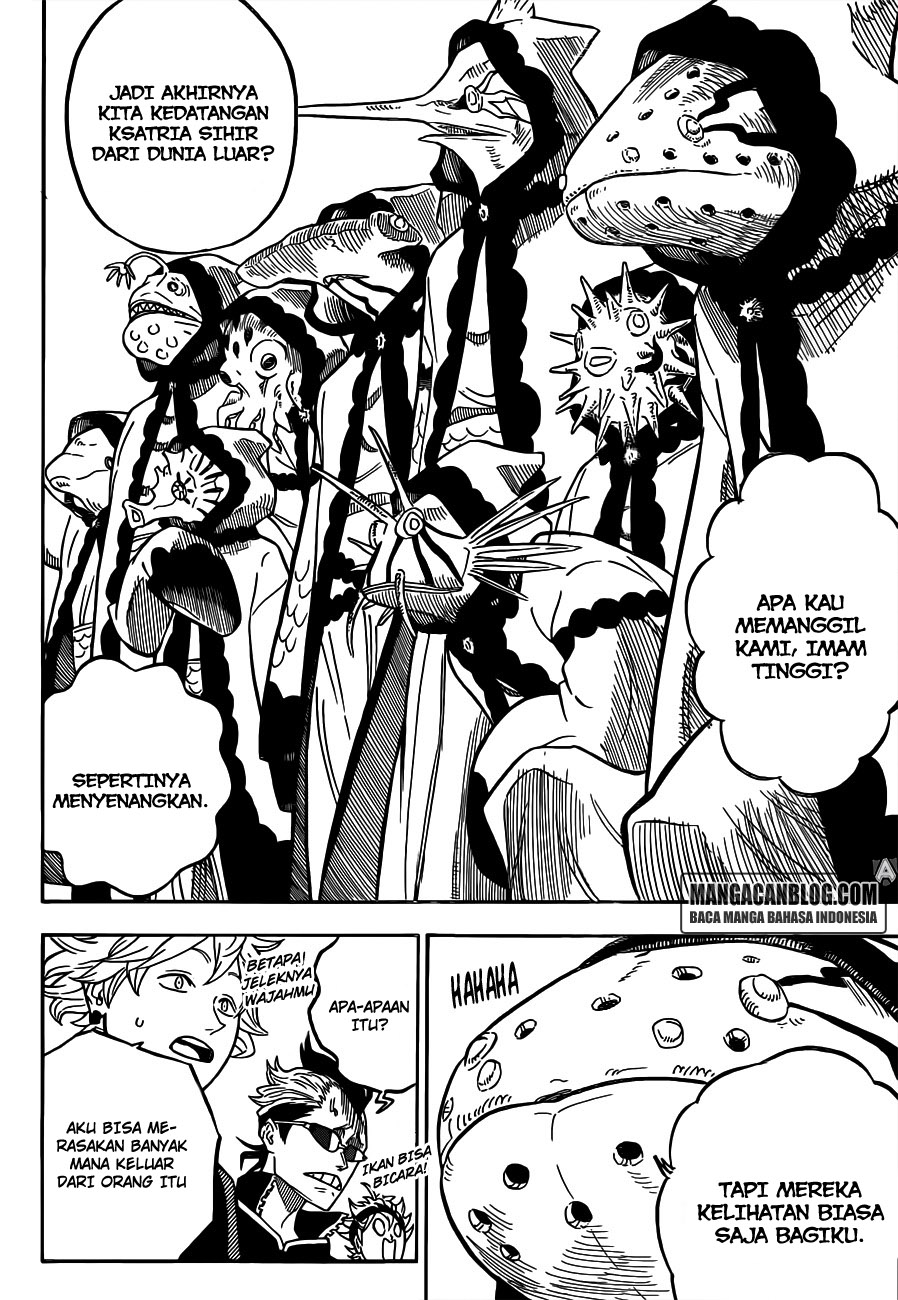 JADI AKHIRNYA
KITA KEDATANGAN
KSATRIA SIHIR
DARI DUNIA LUAR?
APA KAU
MEMANGGIL
KAMI, IMAM
TINGGI?
SEPERTINYA
MENYENANGKAN.
MANGACANBLOG.COM
BACA MANGA BAHASA INDONESIA
BETAPA
JELEKNYA
WAJAHMU
APA-APAAN
ITU?
AKU BISA ME-
RASAKAN BANYAK
MANA KELUAR
DARI ORANG ITU
IKAN BISA
BICARA!
HAHAHA
TAPI MEREKA
KELIHATAN BIASA
SAJA BAGIKU.